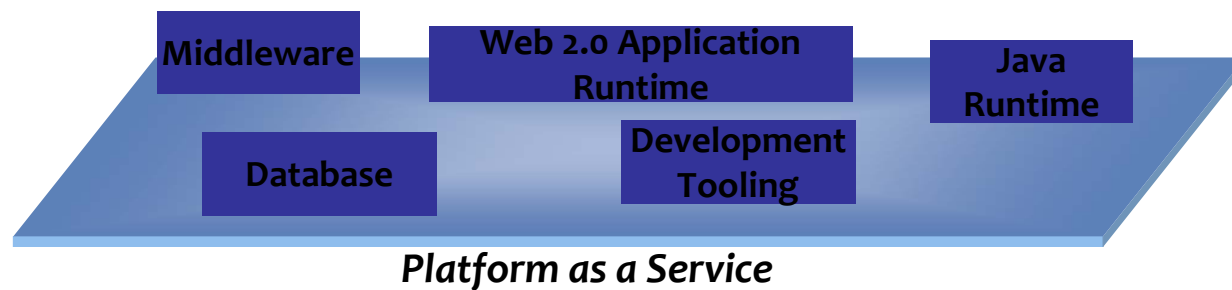 Middleware
Web 2.0 Application
Runtime
Java
Runtime
Database
Development
Tooling
Platform as a Service